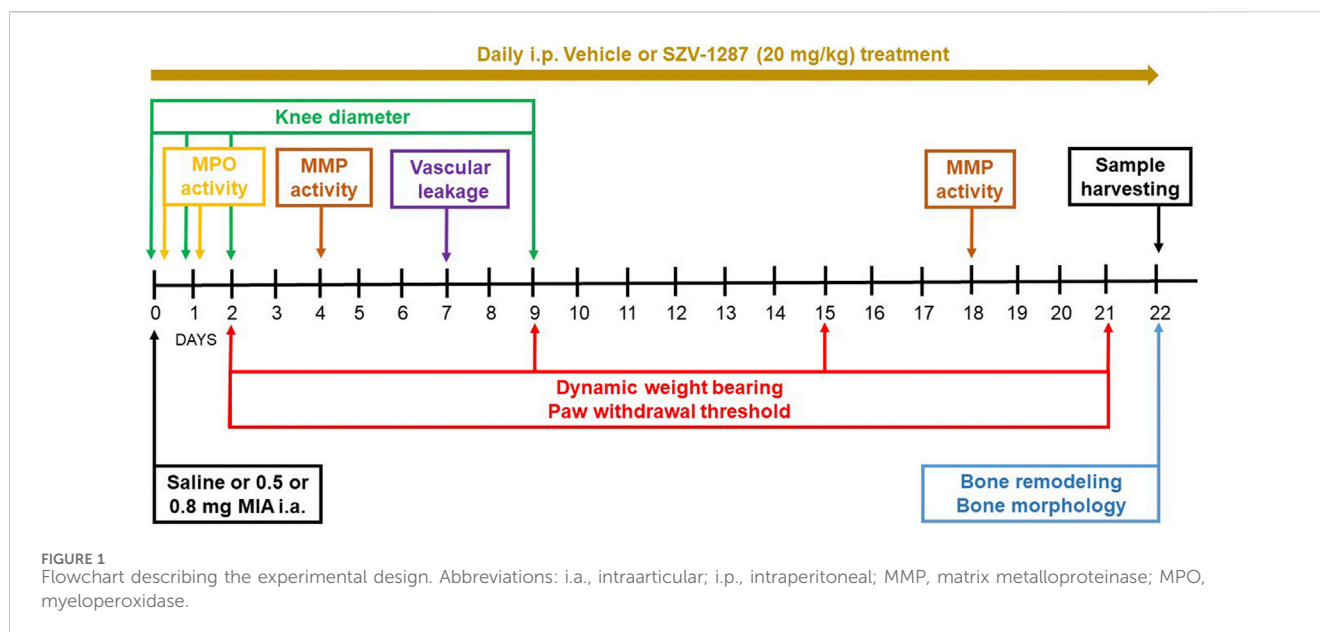 Daily i.p. Vehicle or SZV-1287 (20 mg/kg) treatment
Knee diameter
MPO
activity
MMP
activity
Vascular
leakage
MMP
activity
Sample
harvesting
0 1 2 3 4 5 6 7 8 9 10 11 12 13 14 15 16 17 18 19 20 21 22
DAYS
Dynamic weight bearing
Paw withdrawal threshold
Saline or 0.5 or
0.8 mg MIA i.a.
Bone remodeling
Bone morphology
FIGURE 1
Flowchart describing the experimental design. Abbreviations: i.a., intraarticular; i.p., intraperitoneal; MMP, matrix metalloproteinase; MPO,
myeloperoxidase.